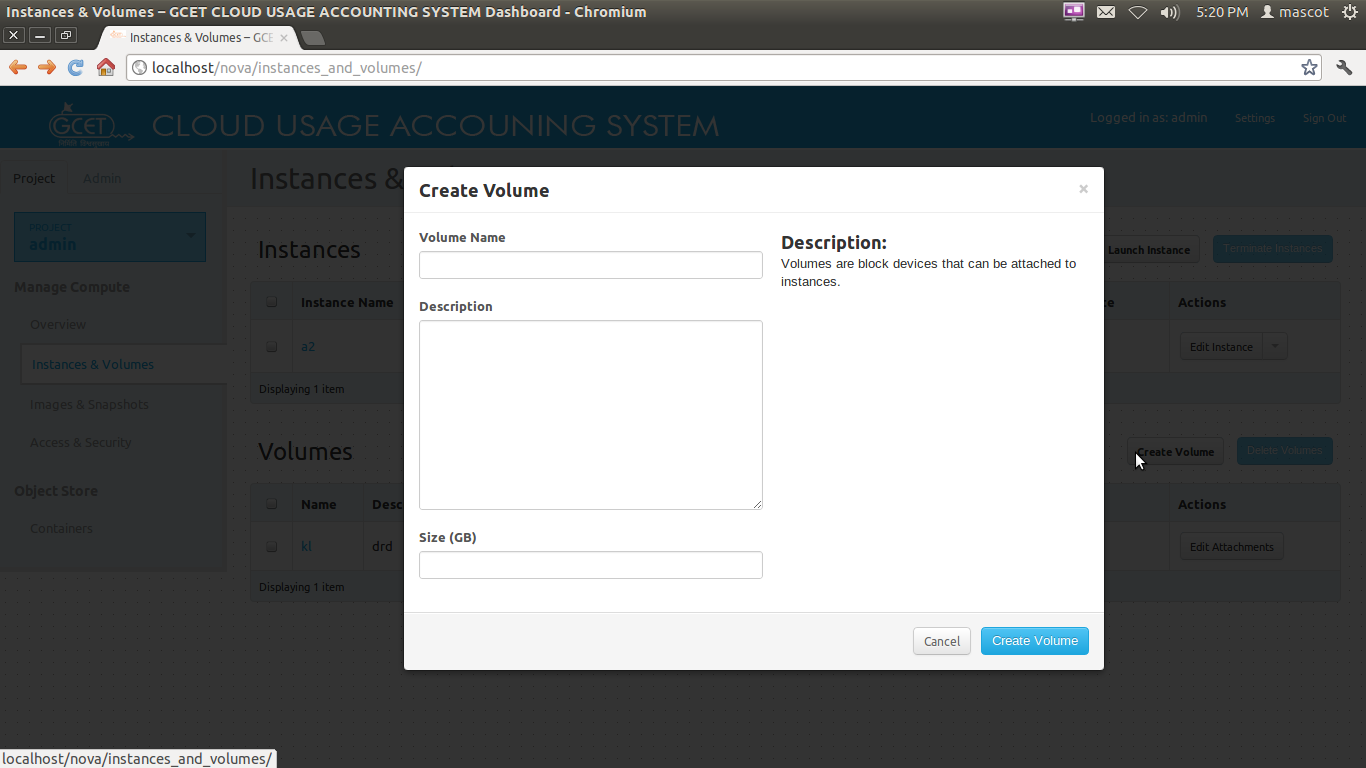 Instances & Volumes – GCET CLOUD USAGE ACCOUNTING SYSTEM Dashboard - Chromium
5:20 PM
mascot
Instances & Volumes – GCE
localhost/nova/instances_and_volumes/
GCET
CLOUD USAGE ACCOUNING SYSTEM
Logged in as: admin
Settings
Sign Out
Project
Admin
Instances &
PROJECT
admin
Manage Compute
Overview
Instances & Volumes
Images & Snapshots
Access & Security
Object Store
Containers
Instances
Launch Instance
Terminate Instances
Instance Name
Actions
a2
Edit Instance
Displaying 1 item
Volumes
Create Volume
Delete Volumes
Name
Desc
Actions
kl
drd
Edit Attachments
Displaying 1 item
Create Volume
×
Volume Name
Description
Size (GB)
Description:
Volumes are block devices that can be attached to
instances.
Cancel
Create Volume
localhost/nova/instances_and_volumes/